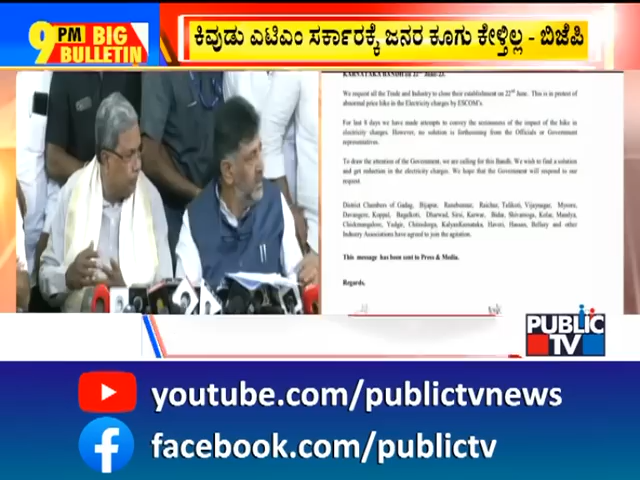 9 PM BIG
BULLETIN
ಕಿವುಡು ಎಟಿಎಂ ಸರ್ಕಾರಕ್ಕೆ ಜನರ ಕೂಗು ಕೇಳ್ತಿಲ್ಲ - ಬಿಜೆಪಿ
KARNATAKA BANDH on 22nd June/23.
We request all the Trade and Industry to close their establishment on 22nd June. This is in protest of
abnormal price hike in the Electricity charges by ESCOM's.
For last 8 days we have made attempts to convey the seriousness of the impact of the hike in
electricity charges. However, no solution is forthcoming from the Officials or Government
representatives.
To draw the attention of the Government, we are calling for this Bandh. We wish to find a solution
and get reduction in the electricity charges. We hope that the Government will respond to our
request.
District Chambers of Gadag, Bijapur, Ranebennur, Raichur, Talikoti, Vijaynagar, Mysore,
Davangere, Koppal, Bagalkoti, Dharwad, Sirsi, Karwar, Bidar, Shivamoga, Kolar, Mandya,
Chickmangalore, Yadgir, Chitradurga, KalyanKarnataka, Haveri, Hassan, Bellary and other
Industry Associations have agreed to join the agitation.
This message has been sent to Press & Media.
Regards,
PUBLIC
TV
youtube.com/publictvnews
facebook.com/publictv